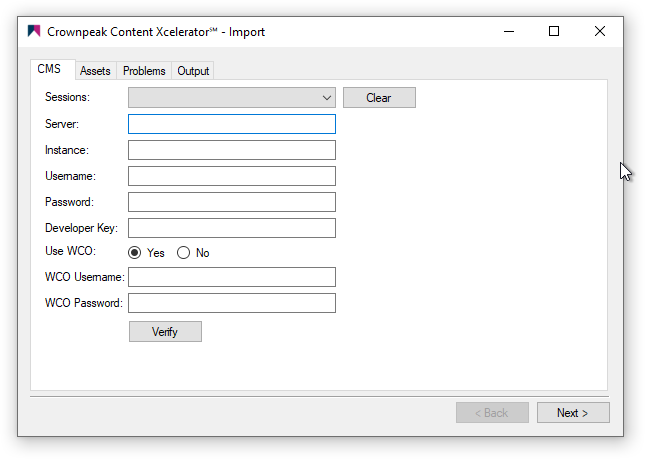 Crownpeak Content Xcelerator℠ - Import
CMS Assets Problems Output
Sessions: Clear
Server:
Instance:
Username:
Password:
Developer Key:
Use WCO: Yes No
WCO Username:
WCO Password:
Verify
< Back Next >